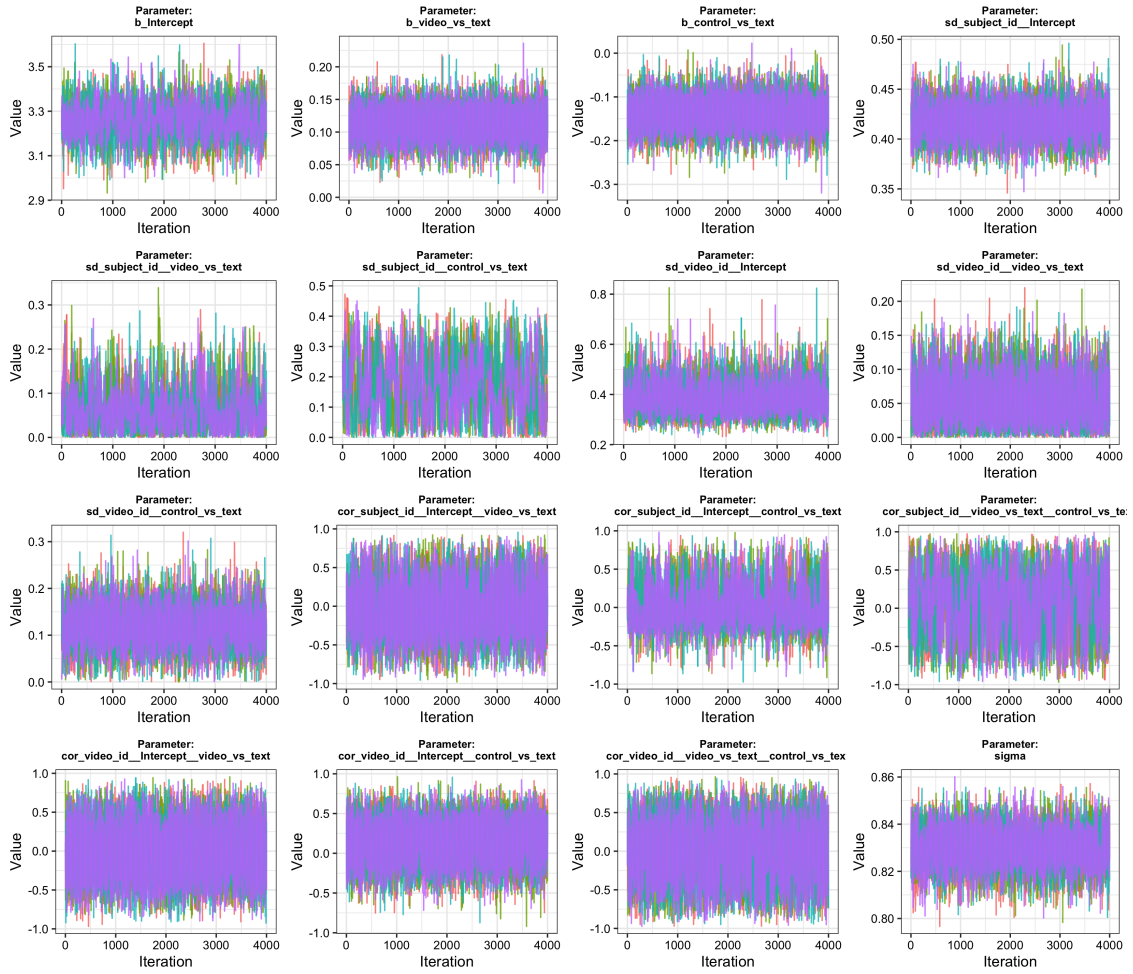 Parameter:
b_Intercept
Value
3.5
3.3
3.1
2.9
0 1000 2000 3000 4000
Iteration
Parameter:
b_video_vs_text
Value
0.20
0.15
0.10
0.05
0.00
0 1000 2000 3000 4000
Iteration
Parameter:
b_control_vs_text
Value
0.0
-0.1
-0.2
-0.3
0 1000 2000 3000 4000
Iteration
Parameter:
sd_subject_id__Intercept
Value
0.50
0.45
0.40
0.35
0 1000 2000 3000 4000
Iteration
Parameter:
sd_subject_id__video_vs_text
Value
0.3
0.2
0.1
0.0
0 1000 2000 3000 4000
Iteration
Parameter:
sd_subject_id__control_vs_text
Value
0.5
0.4
0.3
0.2
0.1
0.0
0 1000 2000 3000 4000
Iteration
Parameter:
sd_video_id__Intercept
Value
0.8
0.6
0.4
0.2
0 1000 2000 3000 4000
Iteration
Parameter:
sd_video_id__video_vs_text
Value
0.20
0.15
0.10
0.05
0.00
0 1000 2000 3000 4000
Iteration
Parameter:
sd_video_id__control_vs_text
Value
0.3
0.2
0.1
0.0
0 1000 2000 3000 4000
Iteration
Parameter:
cor_subject_id__Intercept__video_vs_text
Value
1.0
0.5
0.0
-0.5
-1.0
0 1000 2000 3000 4000
Iteration
Parameter:
cor_subject_id__Intercept__control_vs_text
Value
1.0
0.5
0.0
-0.5
-1.0
0 1000 2000 3000 4000
Iteration
Parameter:
cor_subject_id__video_vs_text__control_vs_te
Value
1.0
0.5
0.0
-0.5
-1.0
0 1000 2000 3000 4000
Iteration
Parameter:
cor_video_id__Intercept__video_vs_text
Value
1.0
0.5
0.0
-0.5
-1.0
0 1000 2000 3000 4000
Iteration
Parameter:
cor_video_id__Intercept__control_vs_text
Value
1.0
0.5
0.0
-0.5
-1.0
0 1000 2000 3000 4000
Iteration
Parameter:
cor_video_id__video_vs_text__control_vs_tex
Value
1.0
0.5
0.0
-0.5
-1.0
0 1000 2000 3000 4000
Iteration
Parameter:
sigma
Value
0.86
0.84
0.82
0.80
0 1000 2000 3000 4000
Iteration